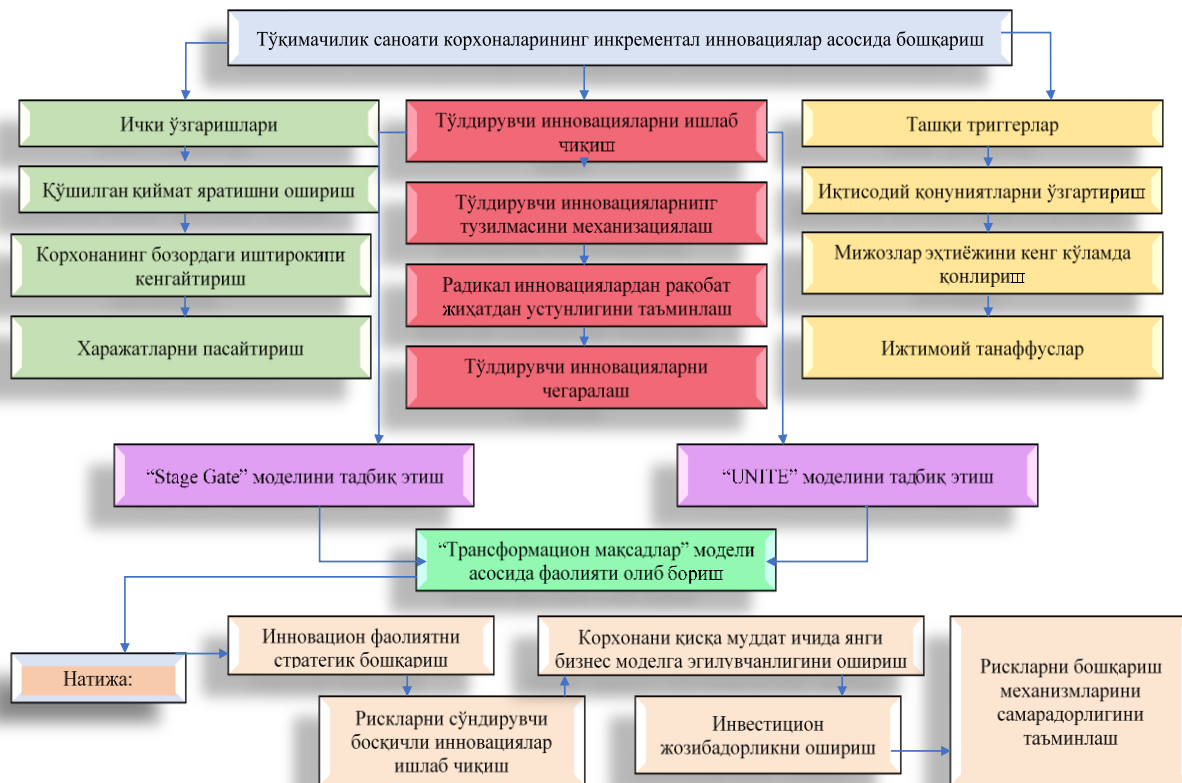 Тўқимачилик саноати корхоналарининг инкрементал инновациялар асосида бошқариш
Ички ўзгаришлари
Қўшилган қиймат яратишни ошириш
Корхонанинг бозордаги иштирокипи
кенгайтириш
Харажатларни пасайтириш
Тўлдирувчи инновацияларни ишлаб
чиқиш
Тўлдирувчи инновацияларнипг
тузилмасини механизациялаш
Радикал инновациялардан рақобат
жиҳатдан устунлигини таъминлаш
Тўлдирувчи инновацияларни
чегаралаш
Ташқи триггерлар
Иқтисодий қонуниятларни ўзгартириш
Мижозлар эҳтиёжини кенг кўламда
қонлириш
Ижтимоий танаффуслар
“Stage Gate” моделини тадбиқ этиш
“UNITE” моделини тадбиқ этиш
“Трансформацион мақсадлар” модели
асосида фаолияти олиб бориш
Натижа:
Инновацион фаолиятни
стратегик бошқариш
Рискларни сўндирувчи
босқичли инновациялар
ишлаб чиқиш
Корхонани қисқа муддат ичида янги
бизнес моделга эгилувчанлигини ошириш
Инвестицион
жозибадорликни ошириш
Рискларни бошқариш
механизмларини
самарадорлигини
таъминлаш